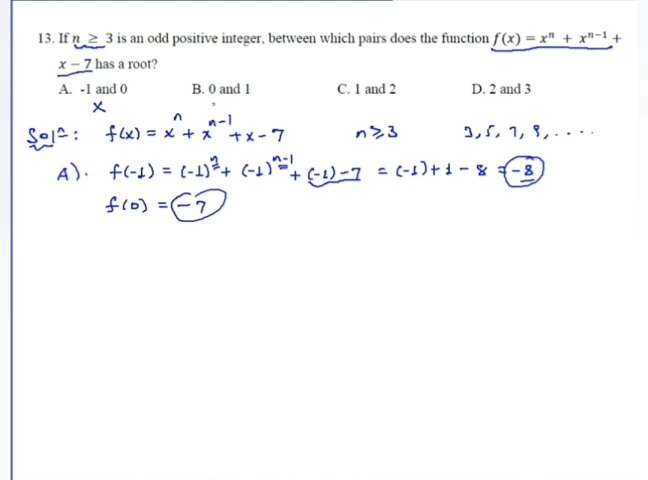 13. If n ≥ 3 is an odd positive integer, between which pairs does the function f(x) = xⁿ + xⁿ⁻¹ +
x − 7 has a root?
A. -1 and 0 B. 0 and 1 C. 1 and 2 D. 2 and 3
x
Solⁿ: f(x) = xⁿ + xⁿ⁻¹ + x − 7 n ≥ 3 3, 5, 7, 9, ....
A). f(-1) = (-1)ⁿ + (-1)ⁿ⁻¹ + (-1) − 7 = (-1) + 1 − 8 = −8
f(0) = −7